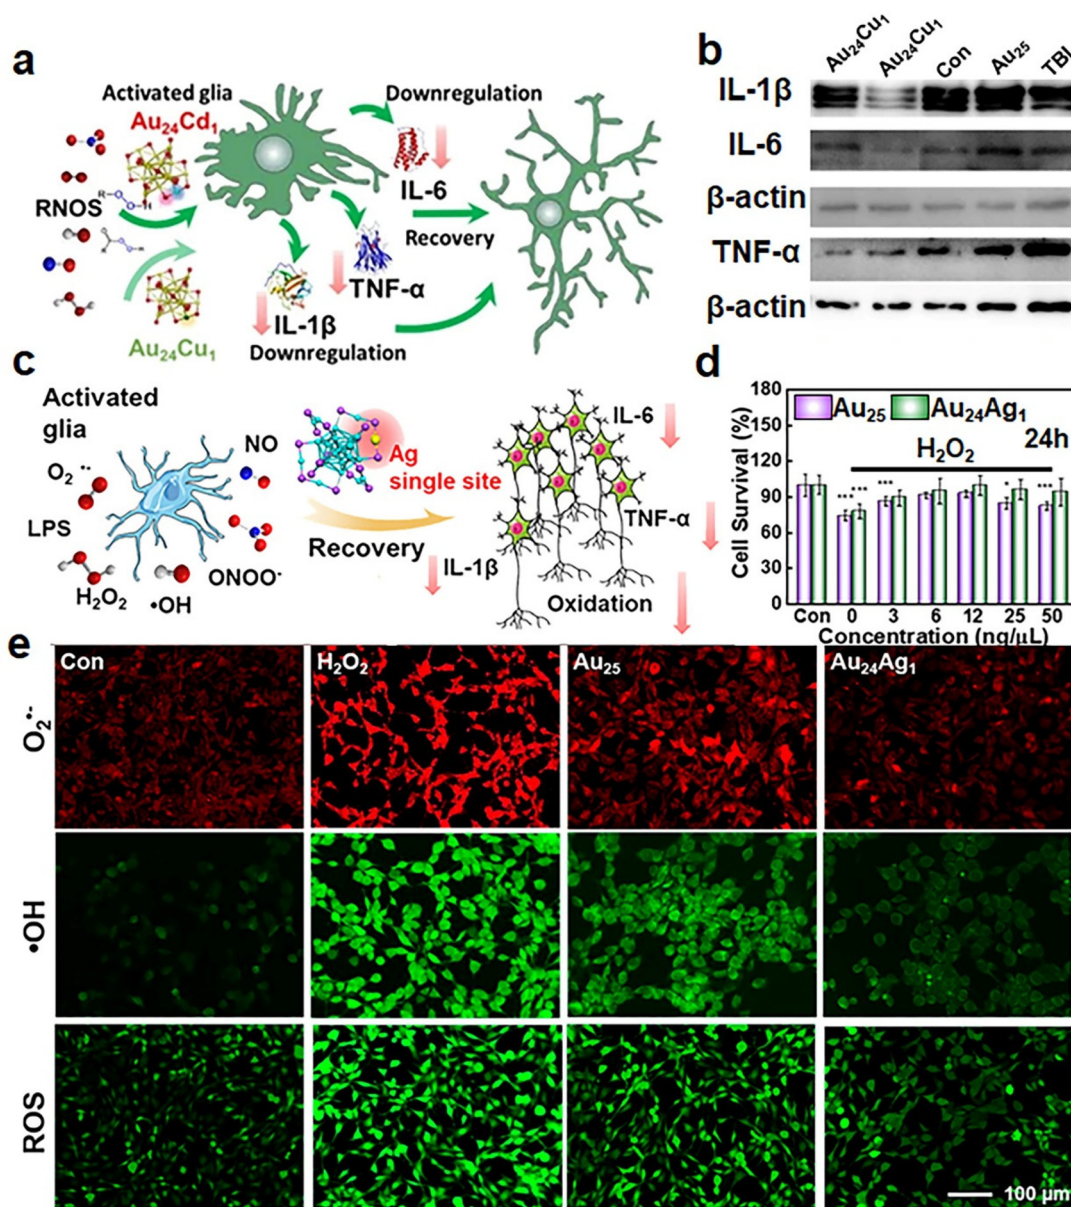 a
Activated glia
Au24Cd1
Downregulation
IL-6
RNOS
R
O
O
H
Recovery
TNF-α
IL-1β
Downregulation
Au24Cu1
b
Au24Cu1 Au24Cu1 Con Au25 TBI
IL-1β
IL-6
β-actin
TNF-α
β-actin
c
Activated
glia
NO
O2••
LPS
ONOO-
H2O2
•OH
Ag
single site
Recovery
IL-1β
IL-6
TNF-α
Oxidation
d
Au25 Au24Ag1
H2O2 24h
Cell Survival (%)
180
150
120
90
60
30
0
*** *** *** * ***
Con 0 3 6 12 25 50
Concentration (ng/μL)
e
Con H2O2 Au25 Au24Ag1
O2•-
•OH
ROS
100 μm